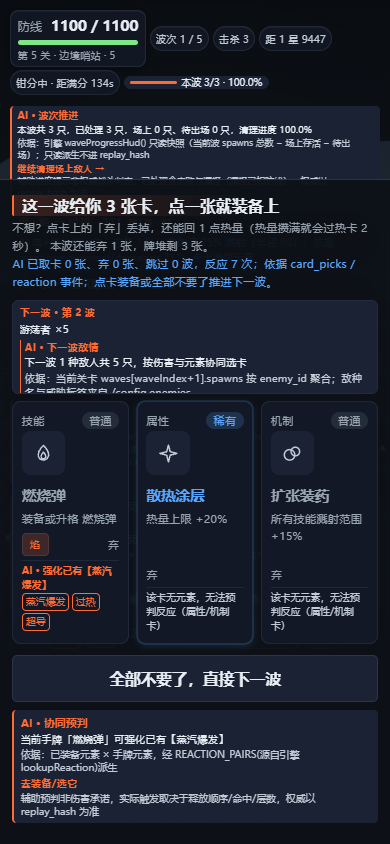 防线 1100 / 1100
第 5 关 · 边境哨站 · 5
波次 1 / 5
击杀 3
距 1 星 9447
钳分中 · 距满分 134s
本波 3/3 · 100.0%
AI · 波次推进
本波共 3 只，已处理 3 只，场上 0 只、待出场 0 只，清理进度 100.0%
依据：引擎 waveProgressHud() 只读快照（当前波 spawns 总数 − 场上存活 − 待出场）；只读派生不进 replay_hash
继续清理场上敌人 →
这一波给你 3 张卡，点一张就装备上
不想？点卡上的「弃」丢掉，还能回 1 点热量（热量攒满就会过热卡 2 秒）。 本波还能弃 1 张，牌堆剩 3 张。
AI 已取卡 0 张、弃 0 张、跳过 0 波，反应 7 次；依据 card_picks / reaction 事件；点卡装备或全部不要了推进下一波。
下一波 · 第 2 波
游荡者 ×5
AI · 下一波敌情
下一波 1 种敌人共 5 只，按伤害与元素协同选卡
依据：当前关卡 waves[waveIndex+1].spawns 按 enemy_id 聚合；敌种
技能 普通
燃烧弹
装备或升格 燃烧弹
焰 弃
AI · 强化已有【蒸汽爆发】
蒸汽爆发 过热
超导
属性 稀有
散热涂层
热量上限 +20%
弃
该卡无元素，无法预判反应（属性/机制卡）
机制 普通
扩张装药
所有技能溅射范围 +15%
弃
该卡无元素，无法预判反应（属性/机制卡）
全部不要了，直接下一波
AI · 协同预判
当前手牌「燃烧弹」可强化已有【蒸汽爆发】
依据：已装备元素 × 手牌元素，经 REACTION_PAIRS(源自引擎 lookupReaction)派生
去装备/选它
辅助预判非伤害承诺，实际触发取决于释放顺序/命中/层数，权威以 replay_hash 为准